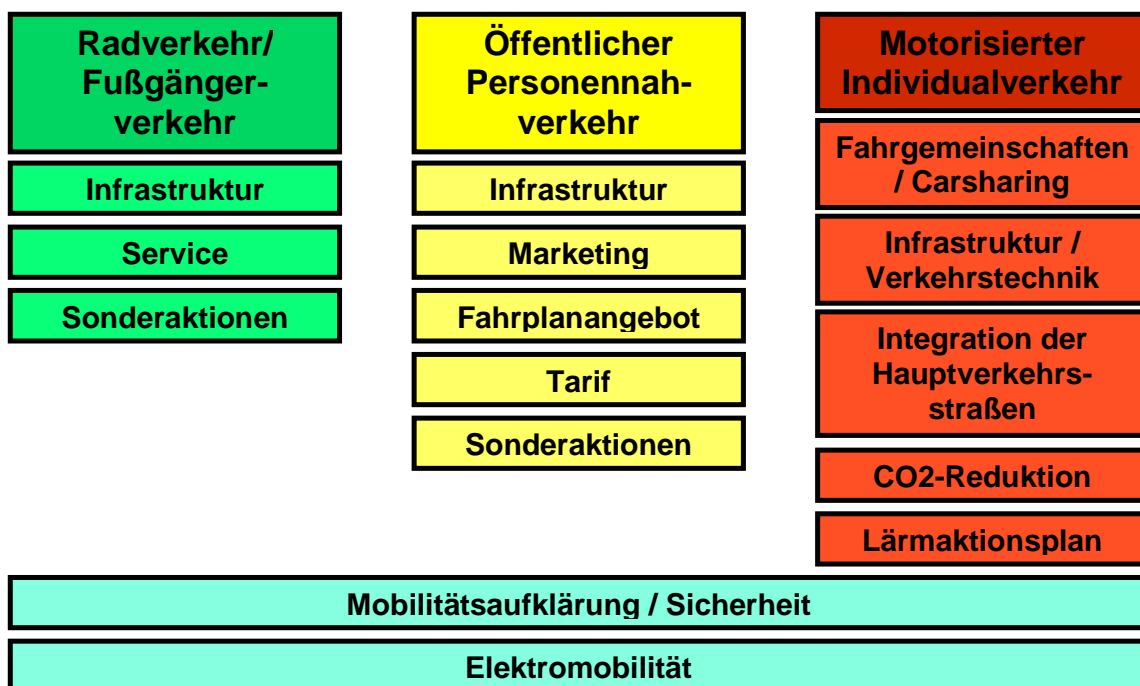 Radverkehr/
Fußgänger-
verkehr
Infrastruktur
Service
Sonderaktionen
Öffentlicher
Personennah-
verkehr
Infrastruktur
Marketing
Fahrplanangebot
Tarif
Sonderaktionen
Motorisierter
Individualverkehr
Fahrgemeinschaften
/ Carsharing
Infrastruktur /
Verkehrstechnik
Integration der
Hauptverkehrs-
straßen
CO2-Reduktion
Lärmaktionsplan
Mobilitätsaufklärung / Sicherheit
Elektromobilität